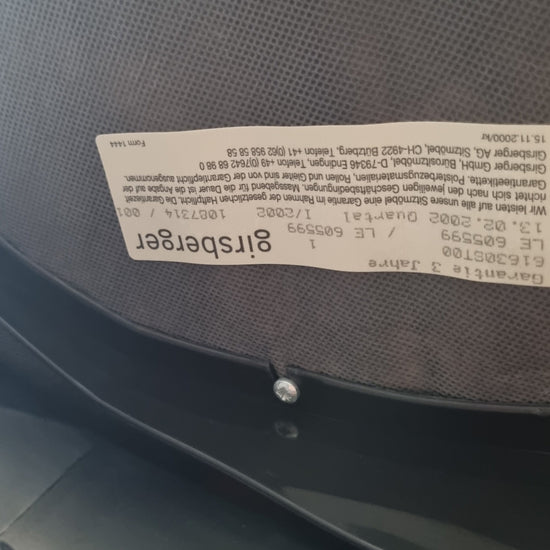 Garantie 3 Jahre
61630ST00 1
LE 605599 / LE 605599
13.02.2002 Quartal I/2002 1087314 / 001
girsberger
Wir leisten auf alle unsere Sitzmöbel eine Garantie im Rahmen der gesetzlichen Haftpflicht. Die Garantiezeit
richtet sich nach den jeweiligen Geschäftsbedingungen. Massgebend für die Dauer ist die Angabe auf der
Garantieetikette. Polsterbezugsmaterialien, Rollen und Gleiter sind von der Garantiepflicht ausgenommen.
Girsberger GmbH, Bürositzmöbel, D-79346 Endingen, Telefon +49 (0)7642 68 98 0
Girsberger AG, Sitzmöbel, CH-4922 Bützberg, Telefon +41 (0)62 958 58 58
15.11.2000/kr Form 1444